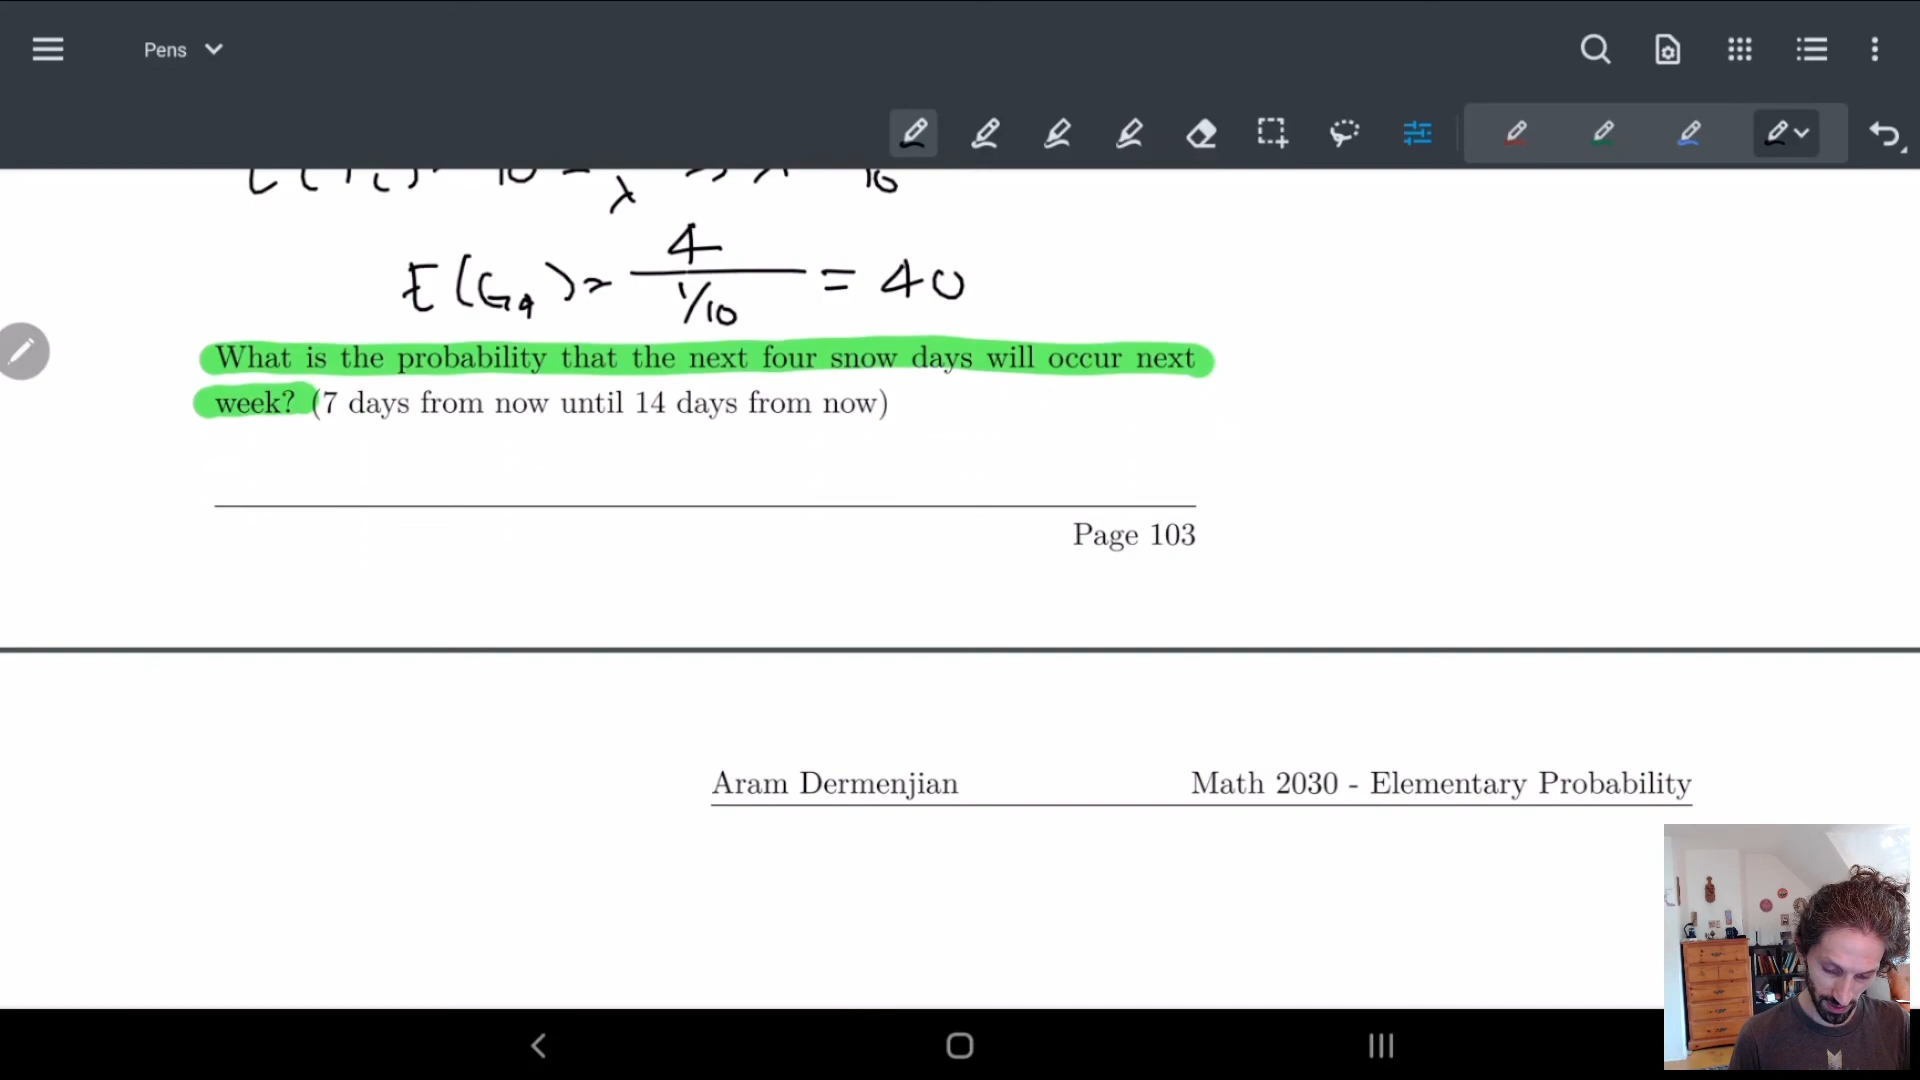 Pens
E(G₄) = 4 / 1/10 = 40
What is the probability that the next four snow days will occur next
week? (7 days from now until 14 days from now)
Page 103
Aram Dermenjian Math 2030 - Elementary Probability